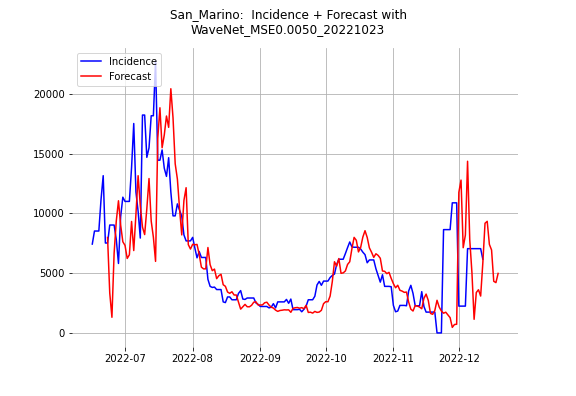 San_Marino:  Incidence + Forecast with
WaveNet_MSE0.0050_20221023
Incidence
Forecast
20000
15000
10000
5000
0
2022-07
2022-08
2022-09
2022-10
2022-11
2022-12